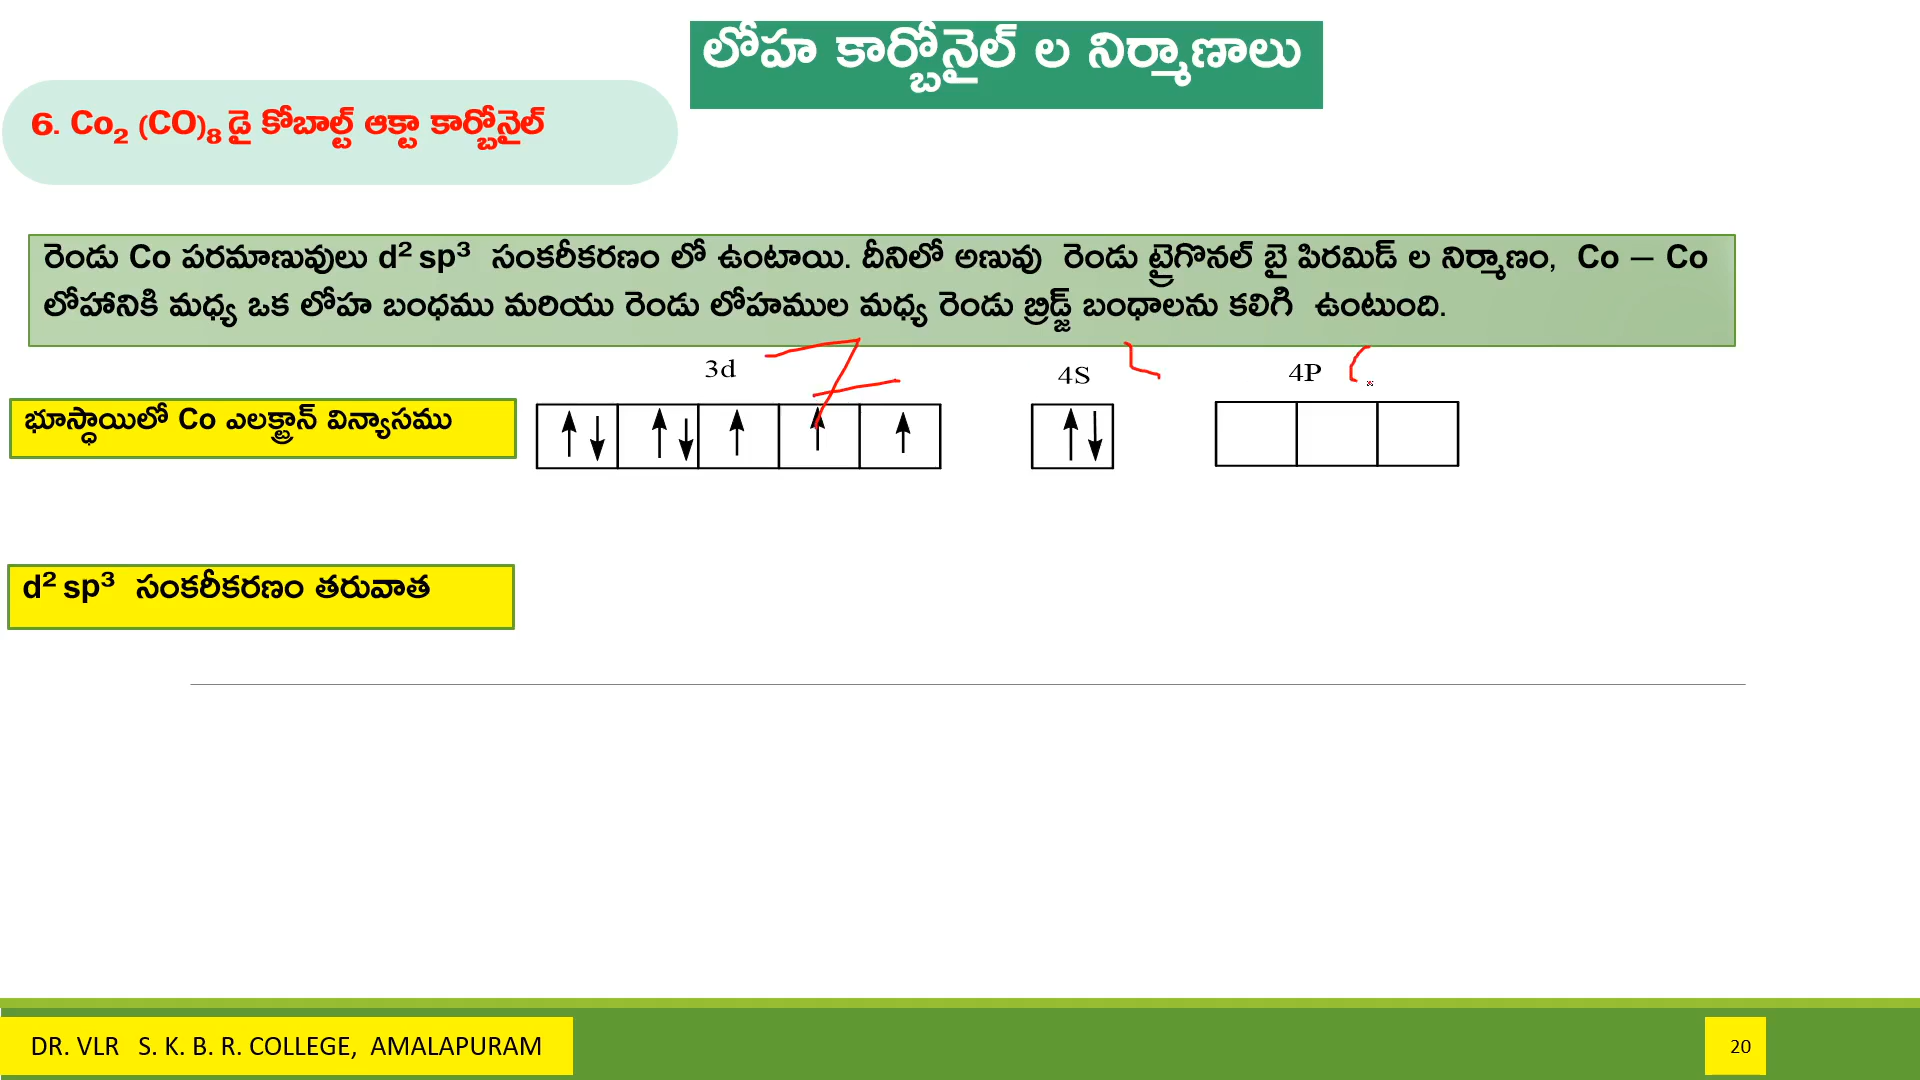 లోహ కార్బోనైల్ ల నిర్మాణాలు
6. Co₂ (CO)₈ డై కోబాల్ట్ ఆక్టా కార్బోనైల్
రెండు Co పరమాణువులు d² sp³ సంకరీకరణం లో ఉంటాయి. దీనిలో అణువు రెండు ట్రైగొనల్ బై పిరమిడ్ ల నిర్మాణం, Co – Co
లోహానికి మధ్య ఒక లోహ బంధము మరియు రెండు లోహముల మధ్య రెండు బ్రిడ్జ్ బంధాలను కలిగి ఉంటుంది.
3d 4S 4P
భూస్థాయిలో Co ఎలక్ట్రాన్ విన్యాసము
d² sp³ సంకరీకరణం తరువాత
DR. VLR S. K. B. R. COLLEGE, AMALAPURAM
20